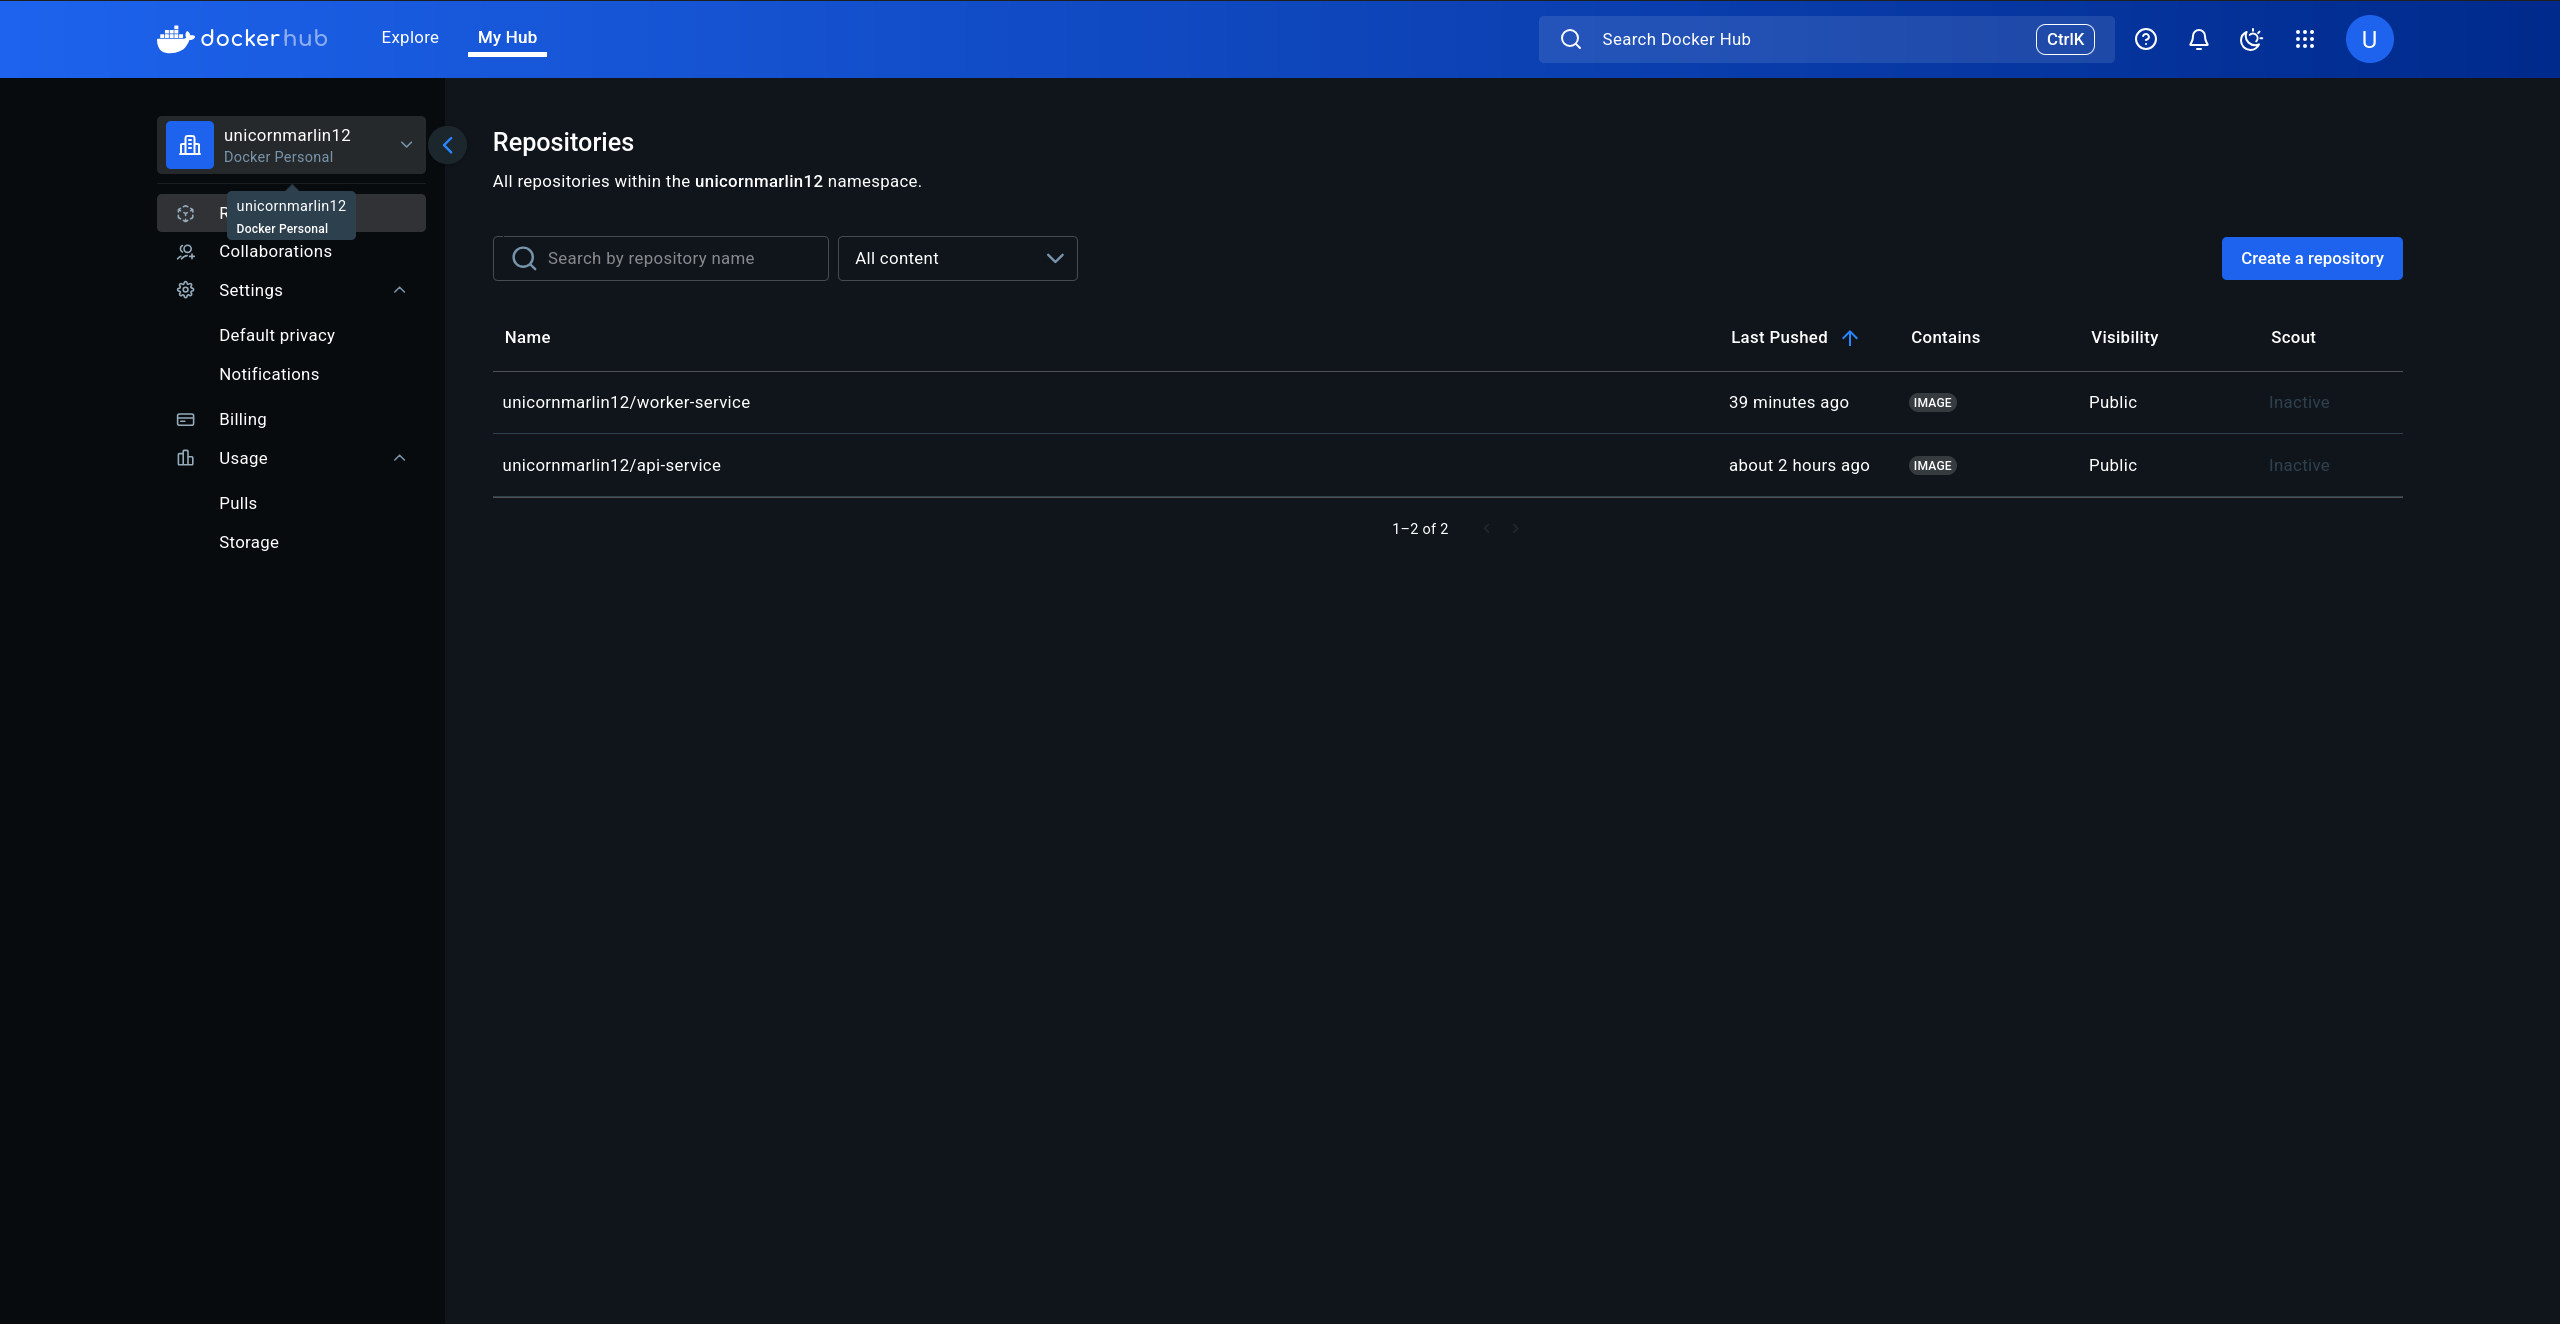 dockerhub
Explore
My Hub
Search Docker Hub
CtrlK
U
unicornmarlin12
Docker Personal
unicornmarlin12
Docker Personal
R
Collaborations
Settings
Default privacy
Notifications
Billing
Usage
Pulls
Storage
Repositories
All repositories within the unicornmarlin12 namespace.
Search by repository name
All content
Create a repository
Name Last Pushed Contains Visibility Scout
unicornmarlin12/worker-service 39 minutes ago IMAGE Public Inactive
unicornmarlin12/api-service about 2 hours ago IMAGE Public Inactive
1–2 of 2